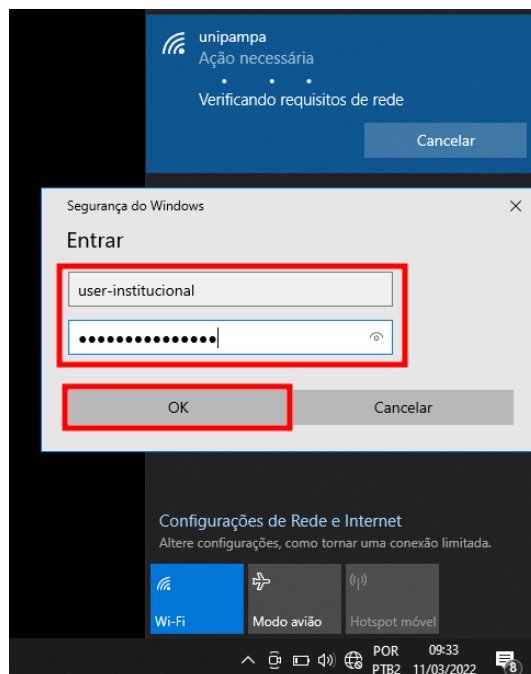 unipampa
Ação necessária
Verificando requisitos de rede
Cancelar
Segurança do Windows
Entrar
user-institucional
●●●●●●●●●●●●●●●
OK
Cancelar
Configurações de Rede e Internet
Altere configurações, como tornar uma conexão limitada.
Wi-Fi
Modo avião
Hotspot móvel
POR
09:33
PTB2
11/03/2022
8